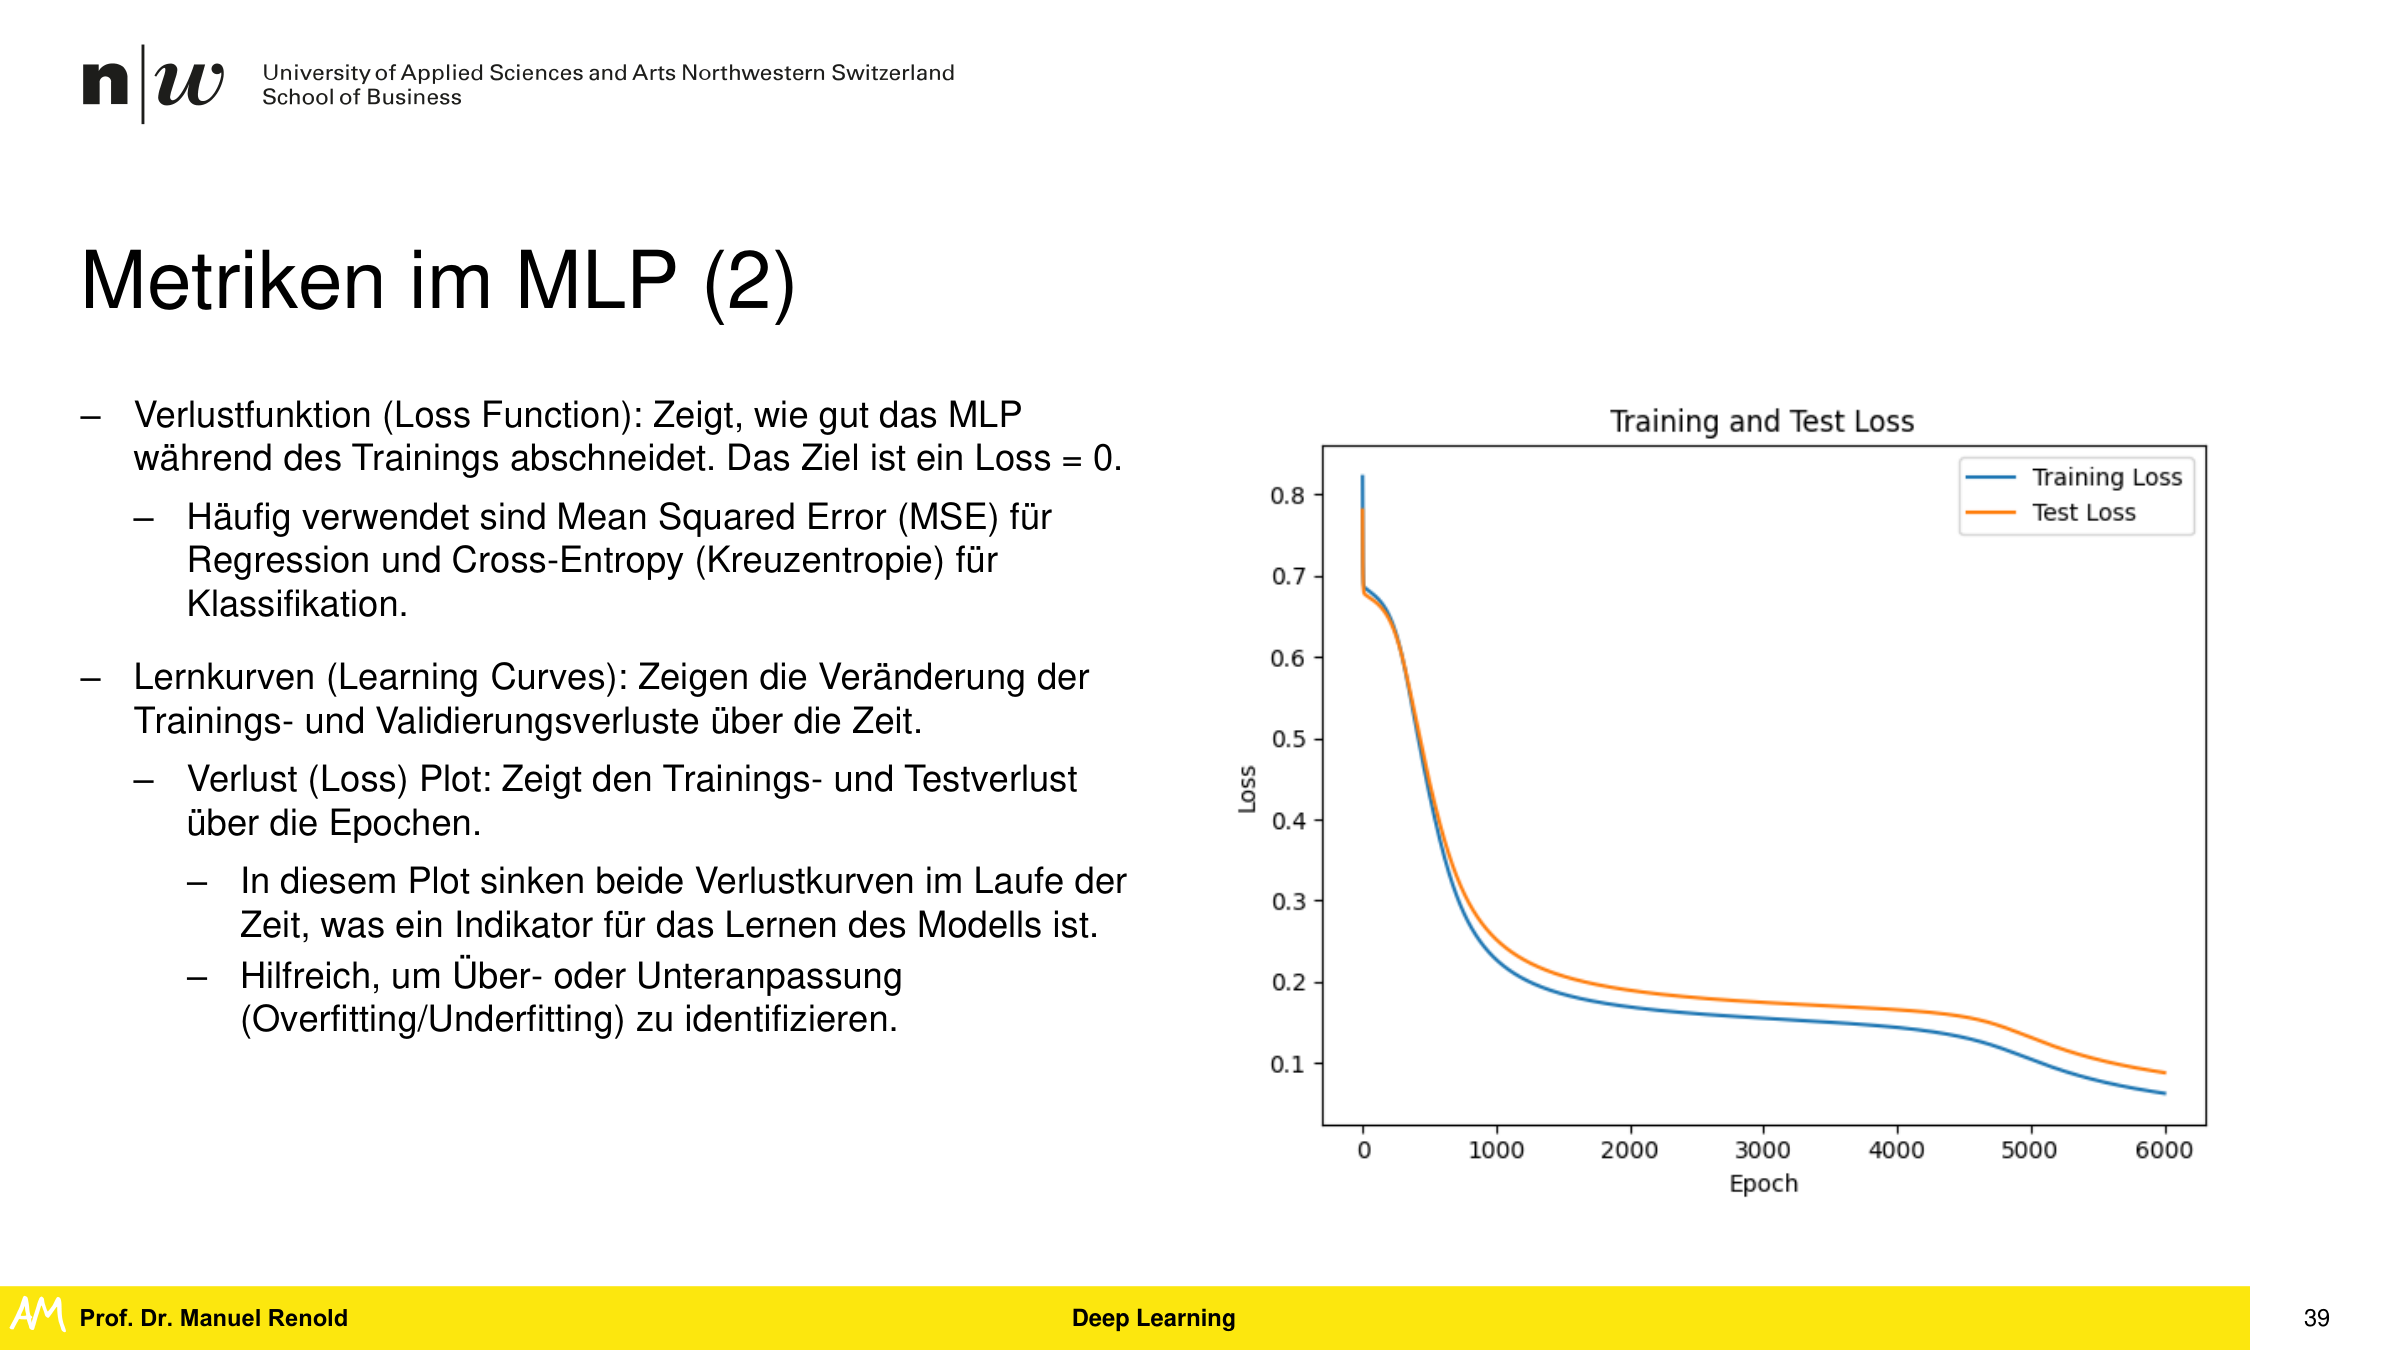 n|w
University of Applied Sciences and Arts Northwestern Switzerland
School of Business
Metriken im MLP (2)
– Verlustfunktion (Loss Function): Zeigt, wie gut das MLP
während des Trainings abschneidet. Das Ziel ist ein Loss = 0.
– Häufig verwendet sind Mean Squared Error (MSE) für
Regression und Cross-Entropy (Kreuzentropie) für
Klassifikation.
– Lernkurven (Learning Curves): Zeigen die Veränderung der
Trainings- und Validierungsverluste über die Zeit.
– Verlust (Loss) Plot: Zeigt den Trainings- und Testverlust
über die Epochen.
– In diesem Plot sinken beide Verlustkurven im Laufe der
Zeit, was ein Indikator für das Lernen des Modells ist.
– Hilfreich, um Über- oder Unteranpassung
(Overfitting/Underfitting) zu identifizieren.
Training and Test Loss
Training Loss
Test Loss
0.8
0.7
0.6
0.5
0.4
0.3
0.2
0.1
Loss
0 1000 2000 3000 4000 5000 6000
Epoch
AM Prof. Dr. Manuel Renold Deep Learning 39